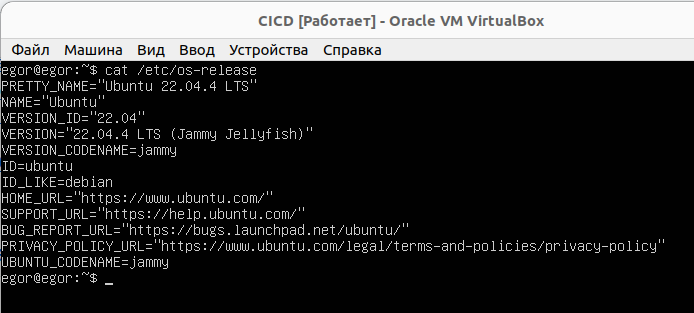 CICD [Работает] - Oracle VM VirtualBox
Файл Машина Вид Ввод Устройства Справка
egor@egor:~$ cat /etc/os-release
PRETTY_NAME="Ubuntu 22.04.4 LTS"
NAME="Ubuntu"
VERSION_ID="22.04"
VERSION="22.04.4 LTS (Jammy Jellyfish)"
VERSION_CODENAME=jammy
ID=ubuntu
ID_LIKE=debian
HOME_URL="https://www.ubuntu.com/"
SUPPORT_URL="https://help.ubuntu.com/"
BUG_REPORT_URL="https://bugs.launchpad.net/ubuntu/"
PRIVACY_POLICY_URL="https://www.ubuntu.com/legal/terms-and-policies/privacy-policy"
UBUNTU_CODENAME=jammy
egor@egor:~$ _